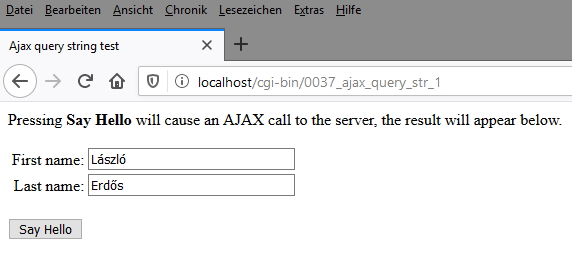 Datei Bearbeiten Ansicht Chronik Lesezeichen Extras Hilfe
Ajax query string test
localhost/cgi-bin/0037_ajax_query_str_1
Pressing Say Hello will cause an AJAX call to the server, the result will appear below.
First name: László
Last name: Erdős
Say Hello